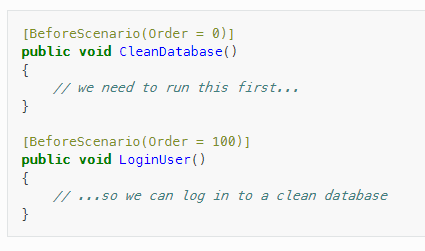 [BeforeScenario(Order = 0)]
public void CleanDatabase()
{
    // we need to run this first...
}
[BeforeScenario(Order = 100)]
public void LoginUser()
{
    // ...so we can log in to a clean database
}